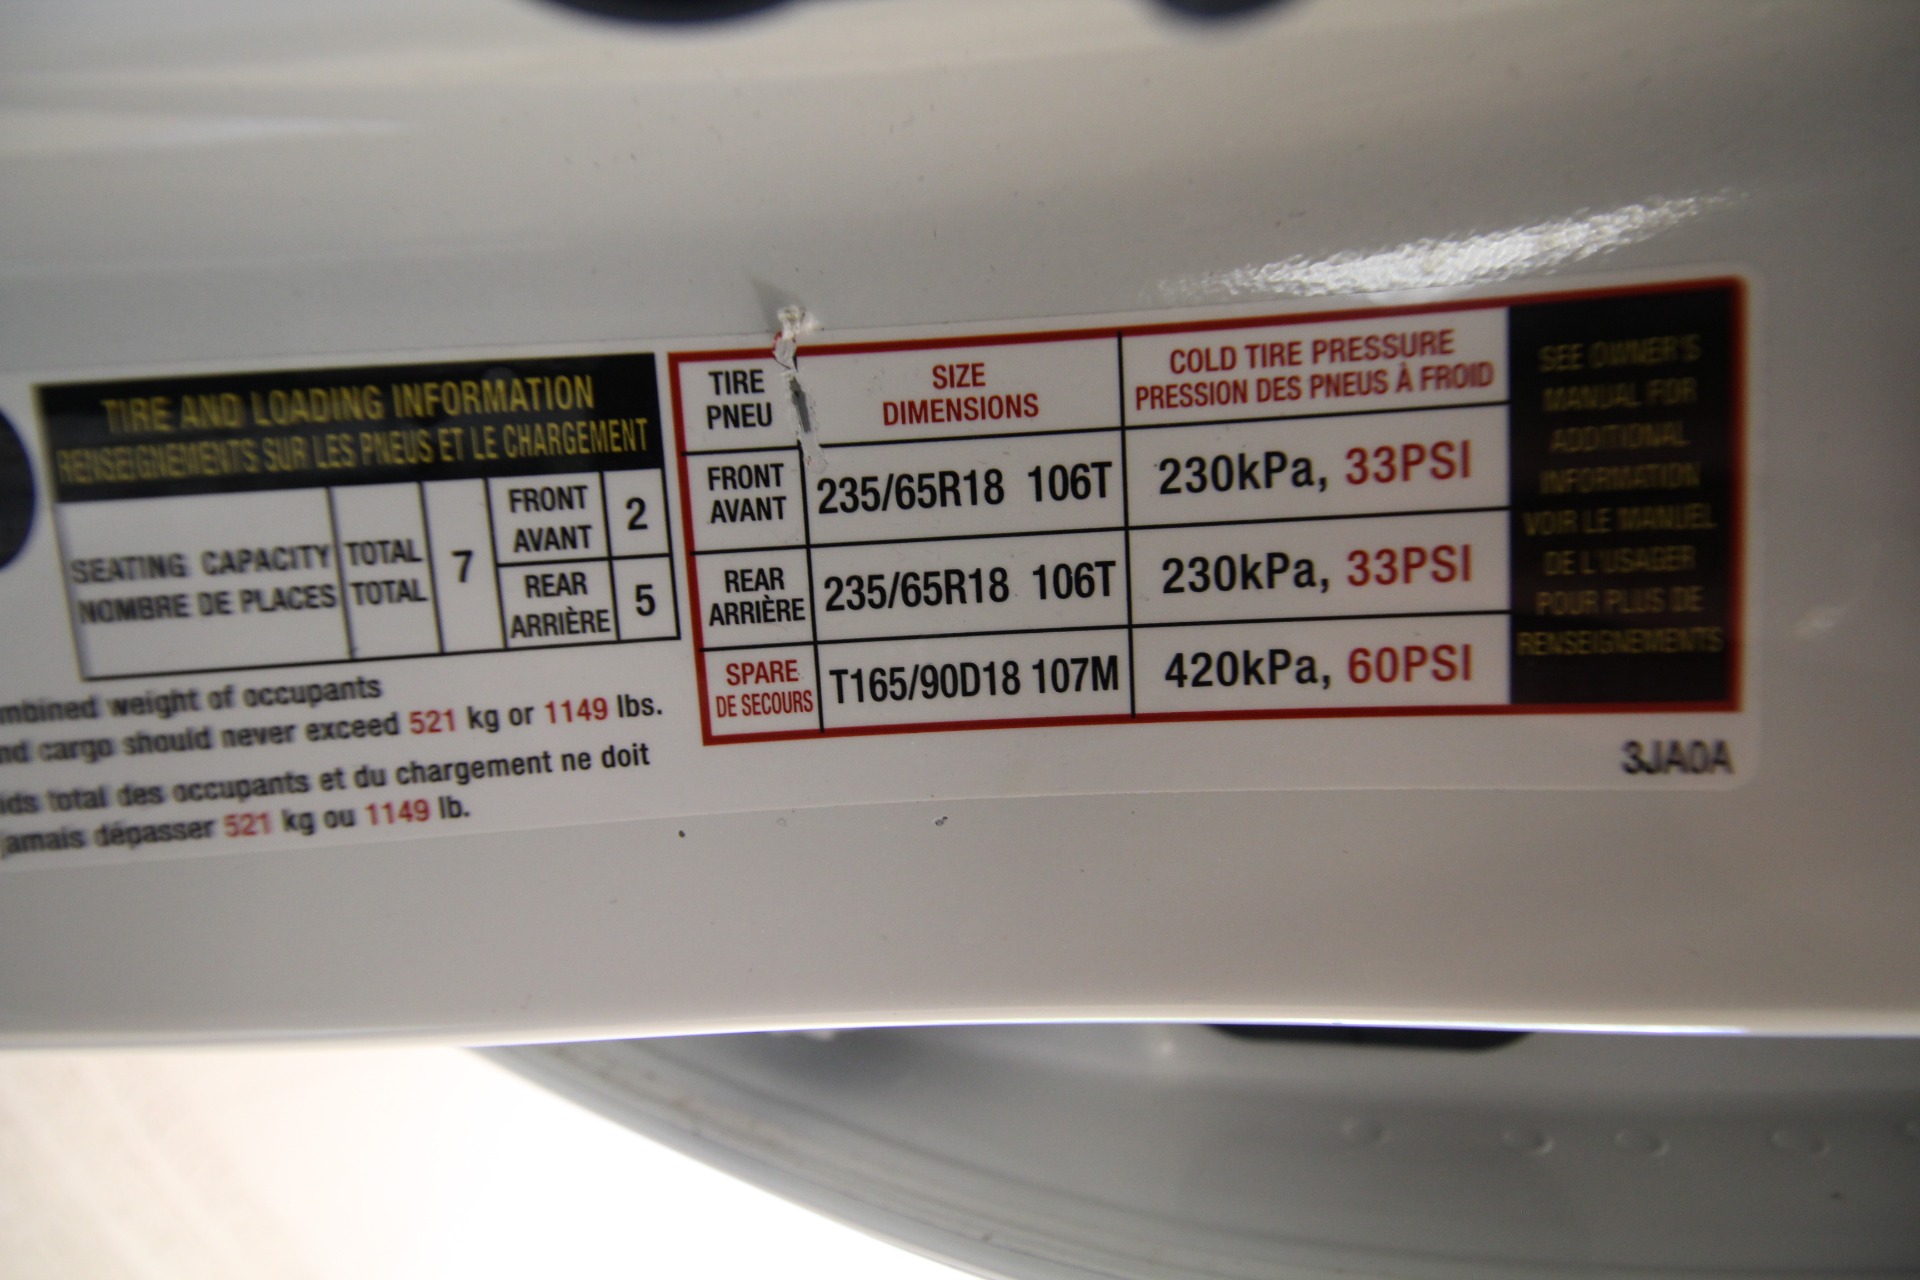 TIRE AND LOADING INFORMATION
RENSEIGNEMENTS SUR LES PNEUS ET LE CHARGEMENT
SEATING CAPACITY
NOMBRE DE PLACES
TOTAL
TOTAL
7
FRONT
AVANT
2
REAR
ARRIÈRE
5
mbined weight of occupants
nd cargo should never exceed 521 kg or 1149 lbs.
ids total des occupants et du chargement ne doit
jamais dépasser 521 kg ou 1149 lb.
TIRE
PNEU
SIZE
DIMENSIONS
COLD TIRE PRESSURE
PRESSION DES PNEUS À FROID
FRONT
AVANT
235/65R18 106T
230kPa, 33PSI
REAR
ARRIÈRE
235/65R18 106T
230kPa, 33PSI
SPARE
DE SECOURS
T165/90D18 107M
420kPa, 60PSI
SEE OWNER'S
MANUAL FOR
ADDITIONAL
INFORMATION
VOIR LE MANUEL
DE L'USAGER
POUR PLUS DE
RENSEIGNEMENTS
3JA0A